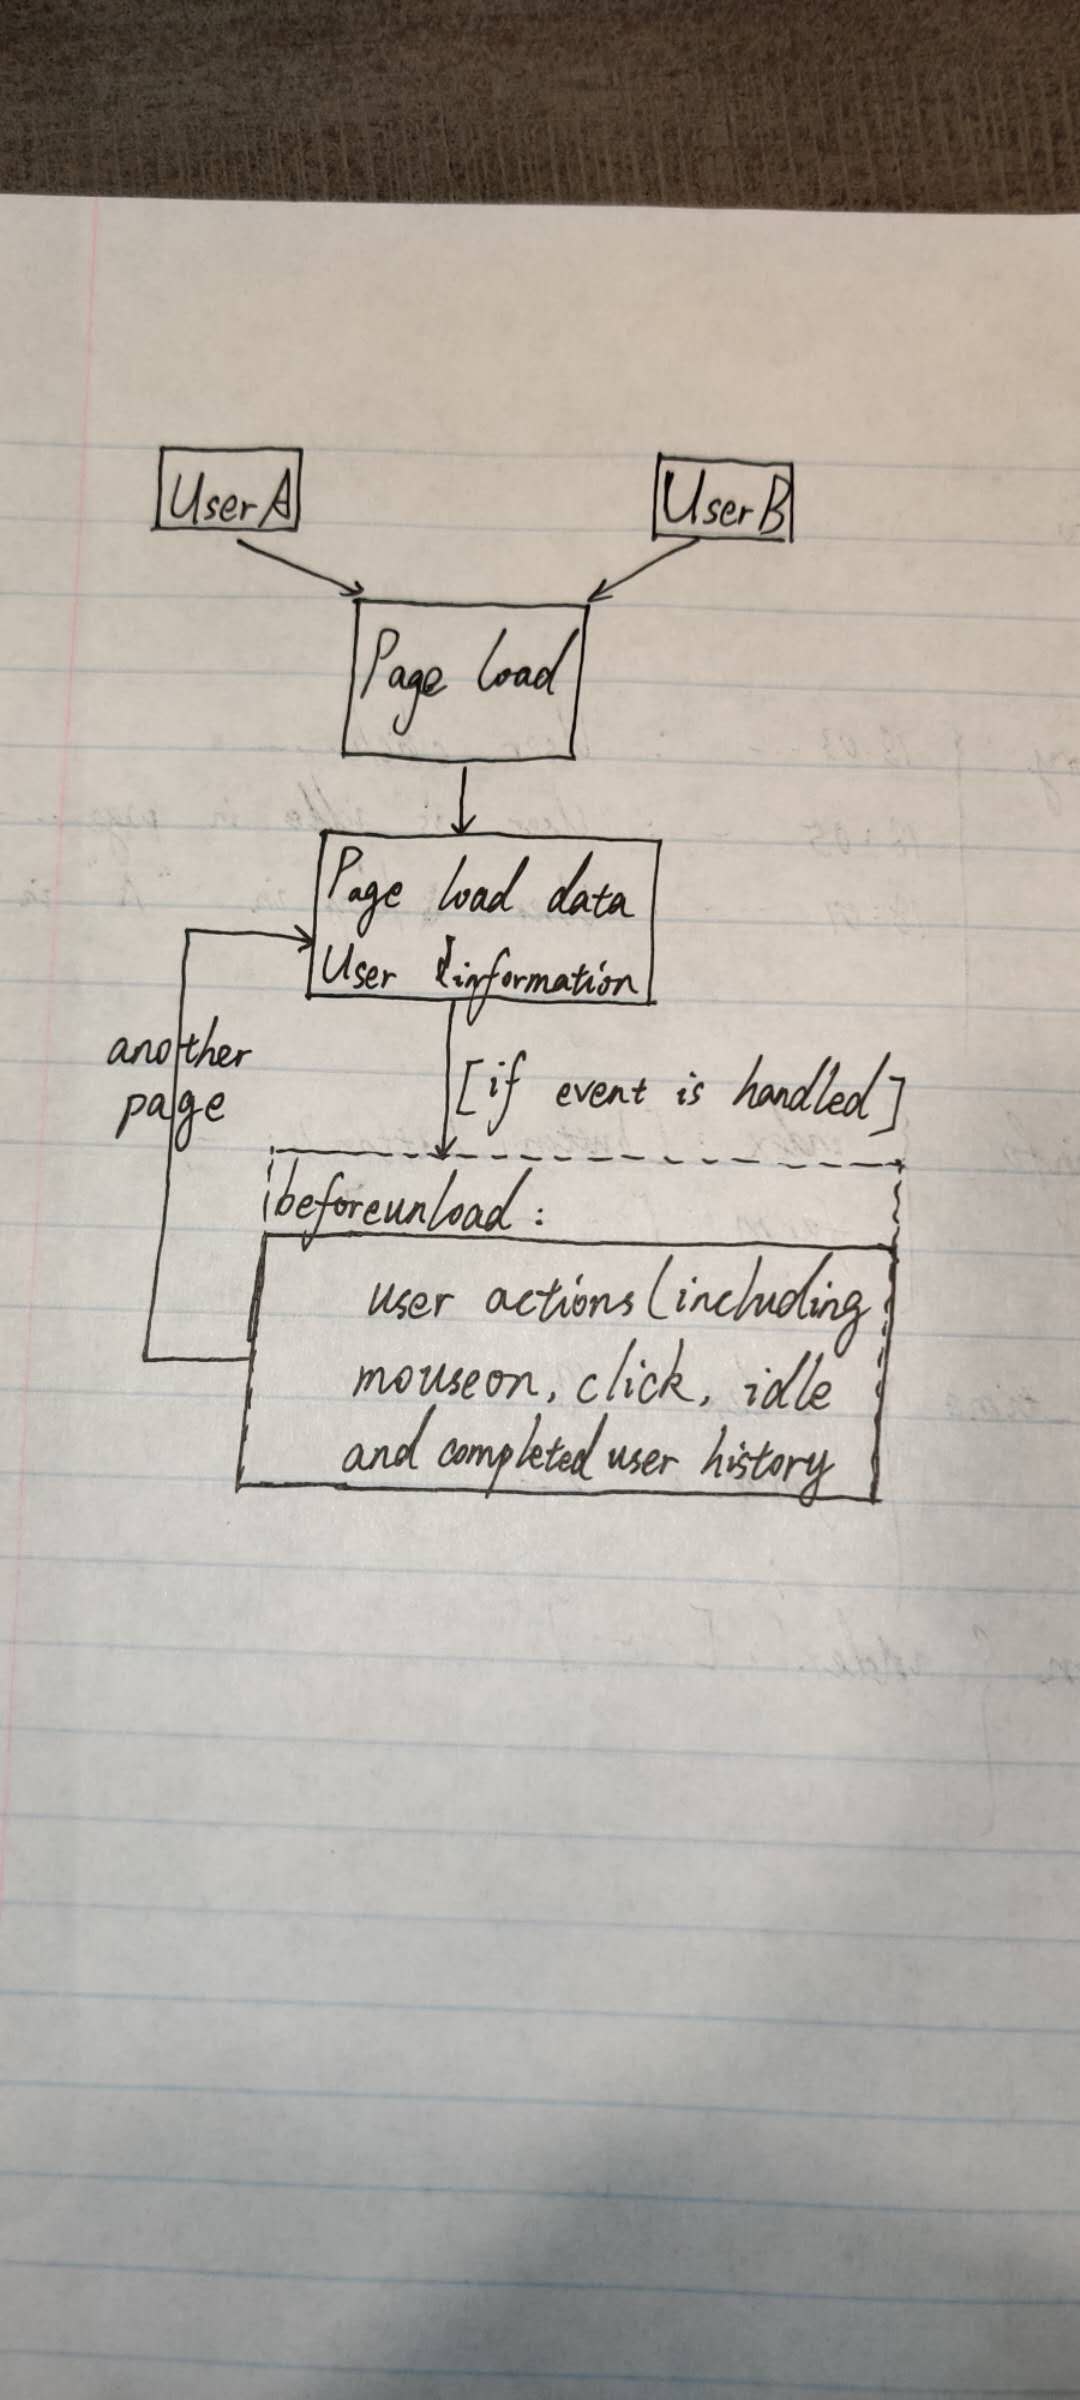 User A
User B
Page load
Page load data
User information
another
page
[if event is handled]
beforeunload:
user actions (including
mouseon, click, idle
and completed user history